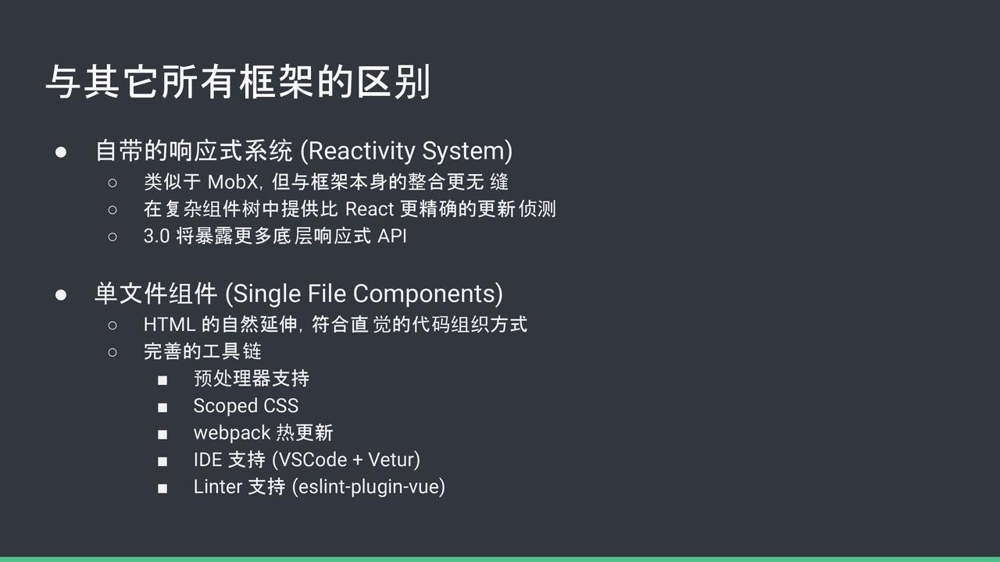 与其它所有框架的区别
● 自带的响应式系统 (Reactivity System)
○ 类似于 MobX，但与框架本身的整合更无缝
○ 在复杂组件树中提供比 React 更精确的更新侦测
○ 3.0 将暴露更多底层响应式 API
● 单文件组件 (Single File Components)
○ HTML 的自然延伸，符合直觉的代码组织方式
○ 完善的工具链
■ 预处理器支持
■ Scoped CSS
■ webpack 热更新
■ IDE 支持 (VSCode + Vetur)
■ Linter 支持 (eslint-plugin-vue)